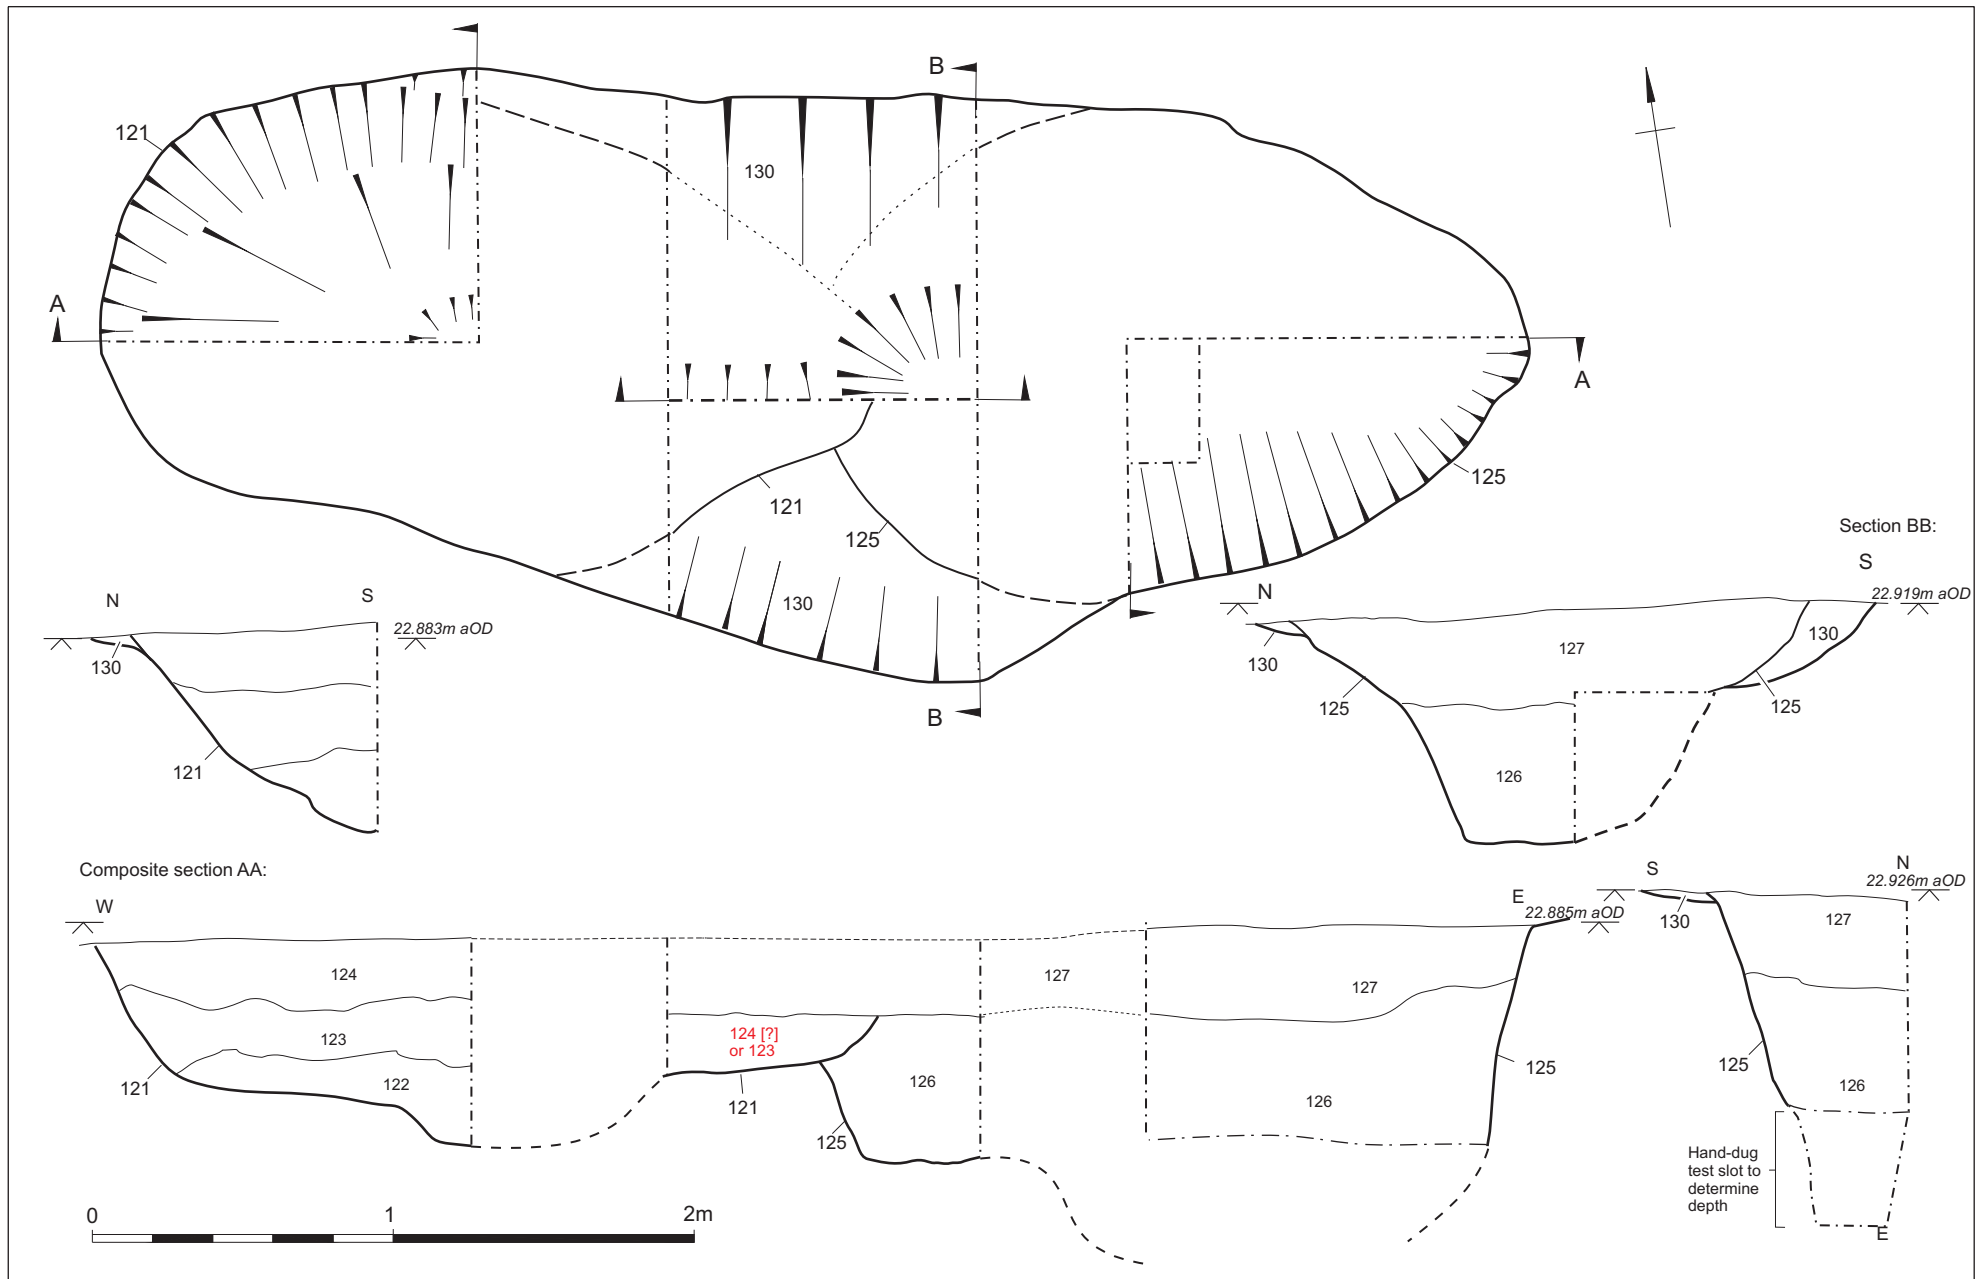 B
121
130
A
A
121
125
125
130
B
Section BB:
N
S
22.883m aOD
130
121
N
S
22.919m aOD
130
127
130
125
125
126
Composite section AA:
W
E
22.885m aOD
124
123
122
121
124 [?]
or 123
121
125
126
127
127
126
125
S
N
22.926m aOD
130
127
125
126
Hand-dug
test slot to
determine
depth
E
0 1 2m